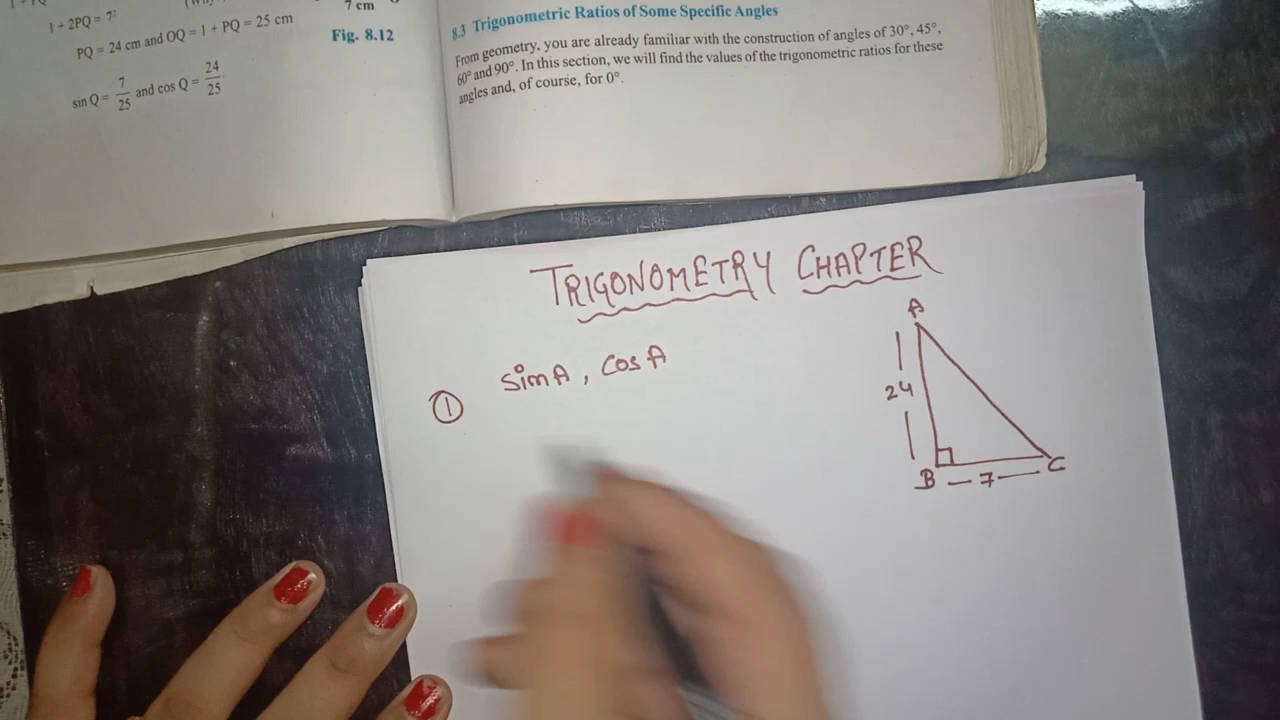 1 + 2PQ = 7²
PQ = 24 cm and OQ = 1 + PQ = 25 cm
sin Q = 7/25 and cos Q = 24/25
7 cm
Fig. 8.12
8.3 Trigonometric Ratios of Some Specific Angles
From geometry, you are already familiar with the construction of angles of 30°, 45°,
60° and 90°. In this section, we will find the values of the trigonometric ratios for these
angles and, of course, for 0°.
TRIGONOMETRY CHAPTER
① sin A, cos A
A
24
B — 7 — C